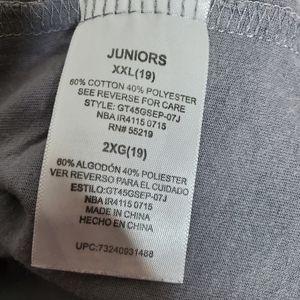 JUNIORS
XXL(19)
60% COTTON 40% POLYESTER
SEE REVERSE FOR CARE
STYLE: GT45GSEP-07J
NBA IR4115 0715
RN# 55219
2XG(19)
60% ALGODÓN 40% POLIESTER
VER REVERSO PARA EL CUIDADO
ESTILO:GT45GSEP-07J
NBA IR4115 0715
MADE IN CHINA
HECHO EN CHINA
UPC:73240931488